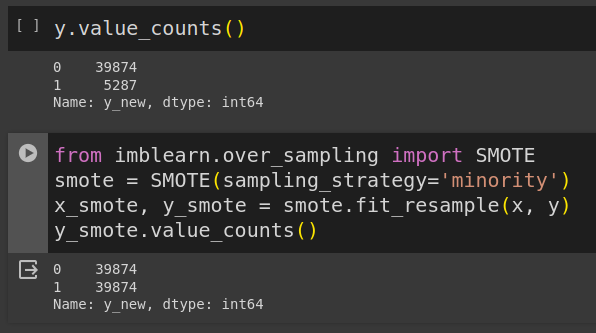 [ ] y.value_counts()
0    39874
1     5287
Name: y_new, dtype: int64
from imblearn.over_sampling import SMOTE
smote = SMOTE(sampling_strategy='minority')
x_smote, y_smote = smote.fit_resample(x, y)
y_smote.value_counts()
0    39874
1    39874
Name: y_new, dtype: int64